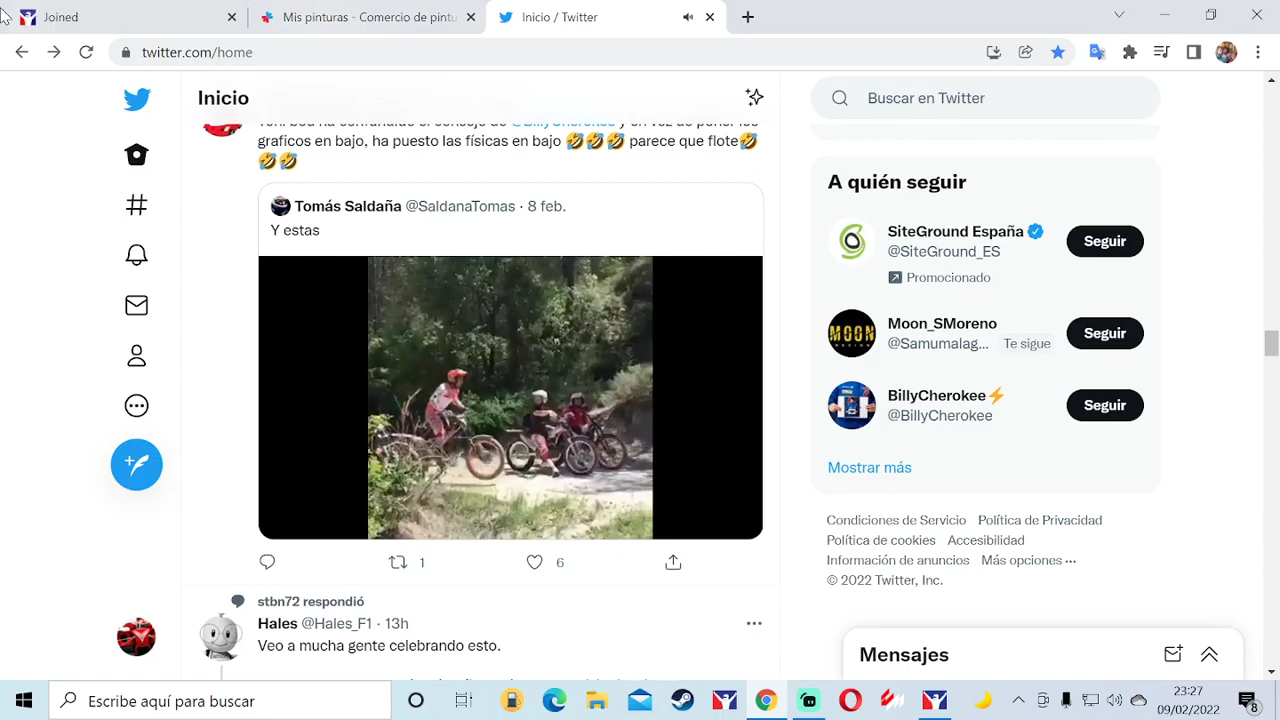 Joined
Mis pinturas - Comercio de pintu
Inicio / Twitter
twitter.com/home
Inicio
Buscar en Twitter
graficos en bajo, ha puesto las físicas en bajo 🤣🤣🤣 parece que flote🤣
🤣🤣
Tomás Saldaña @SaldanaTomas · 8 feb.
Y estas
1
6
stbn72 respondió
Hales @Hales_F1 · 13h
Veo a mucha gente celebrando esto.
A quién seguir
SiteGround España
@SiteGround_ES
Promocionado
Seguir
Moon_SMoreno
@Samumalag... Te sigue
Seguir
MOON
BillyCherokee⚡
@BillyCherokee
Seguir
Mostrar más
Condiciones de Servicio Política de Privacidad
Política de cookies Accesibilidad
Información de anuncios Más opciones ···
© 2022 Twitter, Inc.
Mensajes
Escribe aquí para buscar
23:27
09/02/2022
8